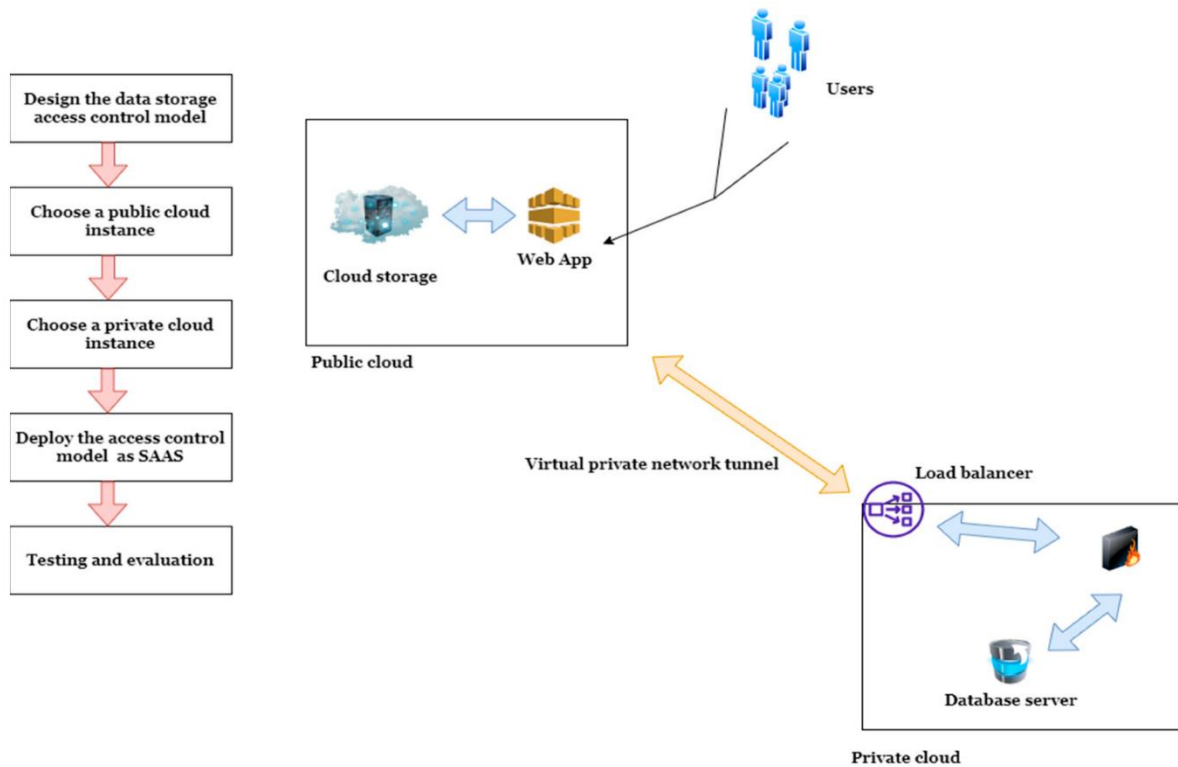 Design the data storage
access control model
Choose a public cloud
instance
Choose a private cloud
instance
Deploy the access control
model as SAAS
Testing and evaluation
Users
Cloud storage
Web App
Public cloud
Virtual private network tunnel
Load balancer
Database server
Private cloud